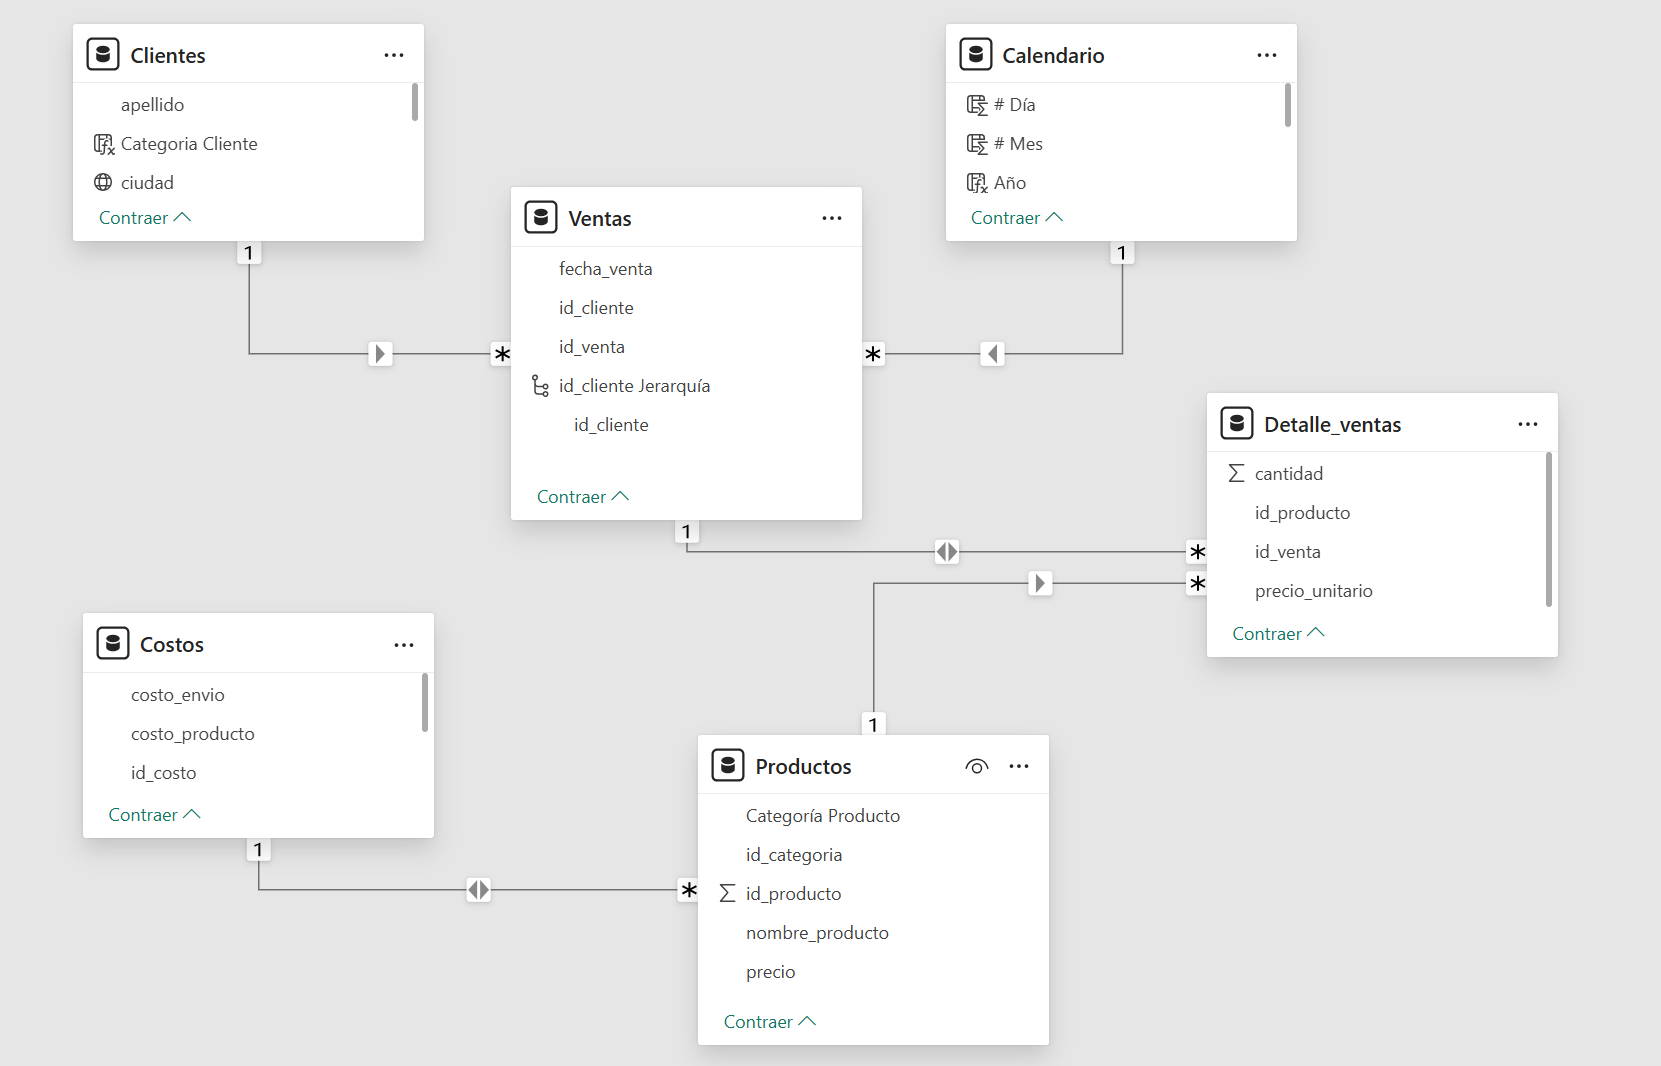 Clientes
apellido
Categoria Cliente
ciudad
Contraer
1
Calendario
# Día
# Mes
Año
Contraer
1
Ventas
fecha_venta
id_cliente
id_venta
id_cliente Jerarquía
id_cliente
Contraer
*
*
1
Detalle_ventas
cantidad
id_producto
id_venta
precio_unitario
Contraer
*
*
Costos
costo_envio
costo_producto
id_costo
Contraer
1
1
Productos
Categoría Producto
id_categoria
id_producto
nombre_producto
precio
Contraer
*